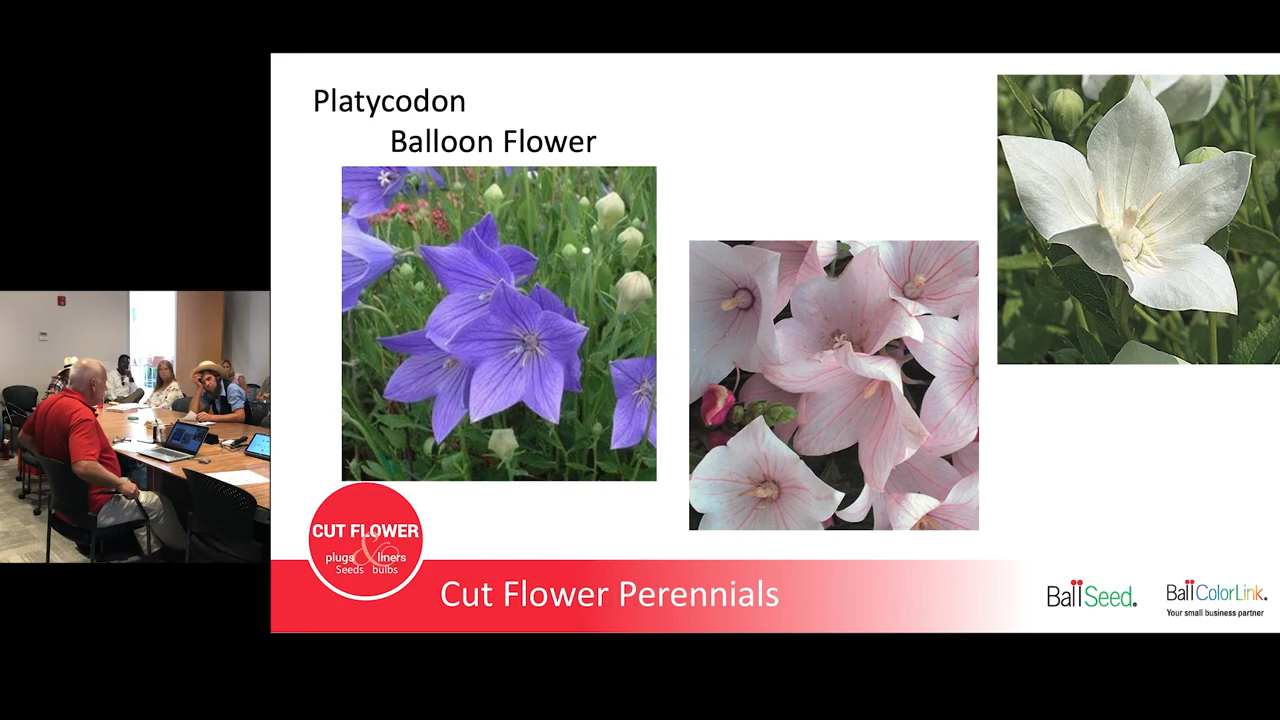 Platycodon
Balloon Flower
CUT FLOWER
&
plugs liners
Seeds bulbs
Cut Flower Perennials
Ball Seed.
Ball ColorLink.
Your small business partner